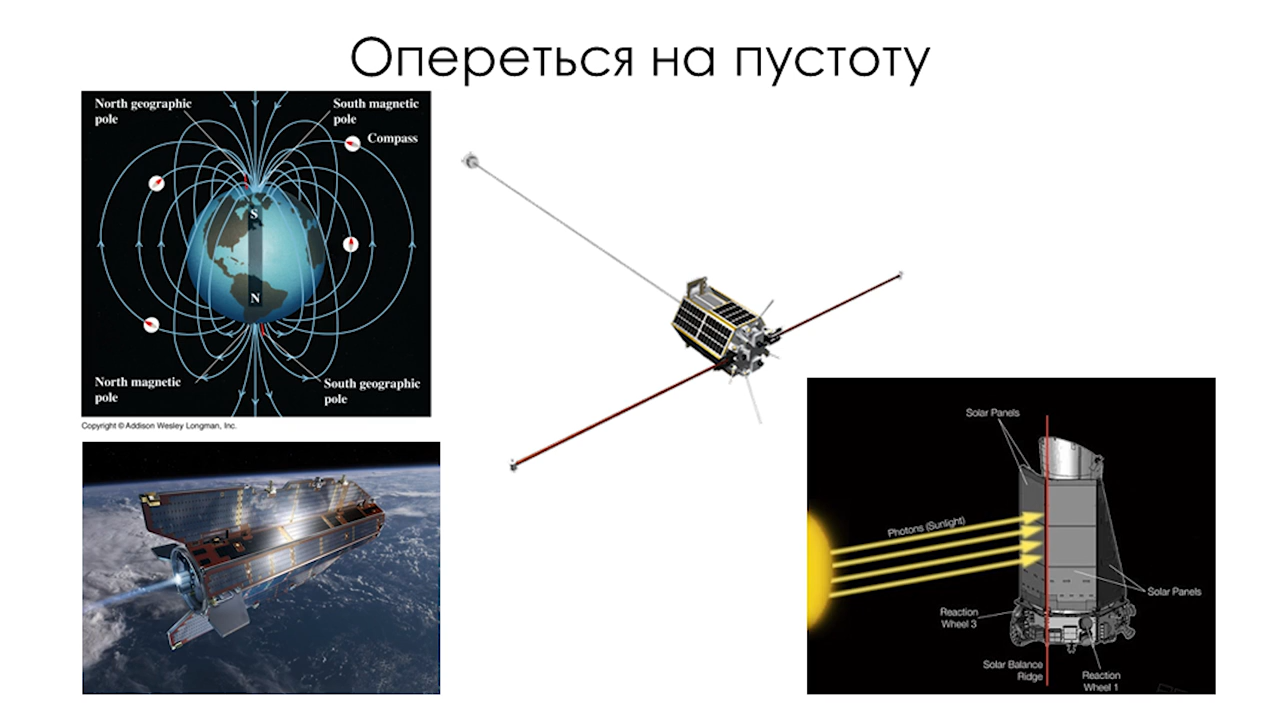 Опереться на пустоту
North geographic
pole
South magnetic
pole
Compass
S
N
North magnetic
pole
South geographic
pole
Copyright © Addison Wesley Longman, Inc.
Solar Panels
Photons (Sunlight)
Solar Panels
Reaction
Wheel 3
Solar Balance
Ridge
Reaction
Wheel 1